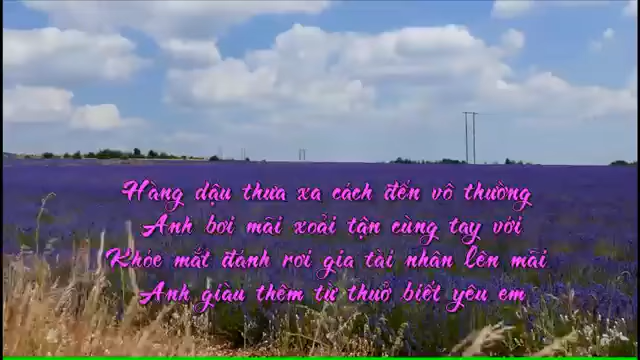 Hàng dậu thưa xa cách đến vô thường
Anh bơi mãi xoải tận cùng tay với
Khóe mắt đánh rơi gia tài nhân lên mãi
Anh giàu thêm từ thuở biết yêu em